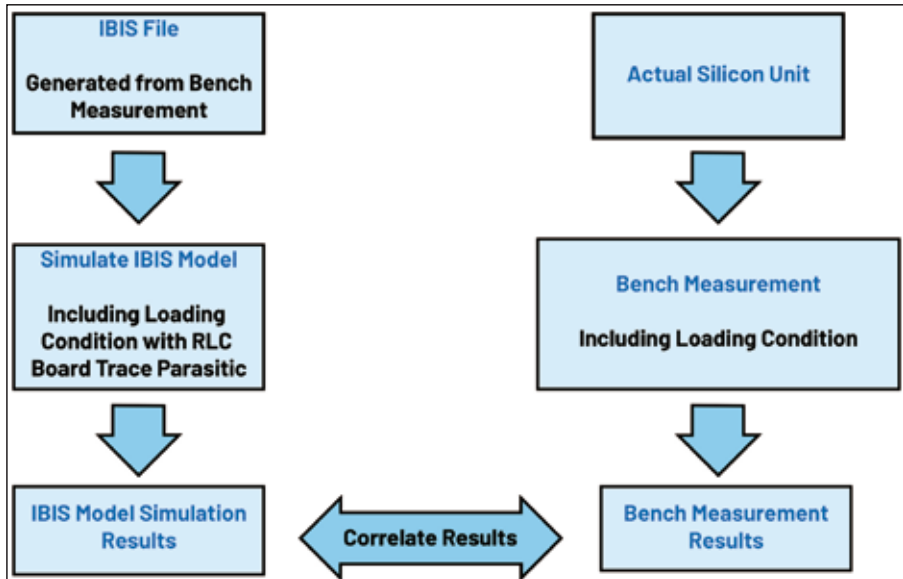 IBIS File
Generated from Bench
Measurement
Actual Silicon Unit
Simulate IBIS Model
Including Loading
Condition with RLC
Board Trace Parasitic
Bench Measurement
Including Loading Condition
IBIS Model Simulation
Results
Correlate Results
Bench Measurement
Results